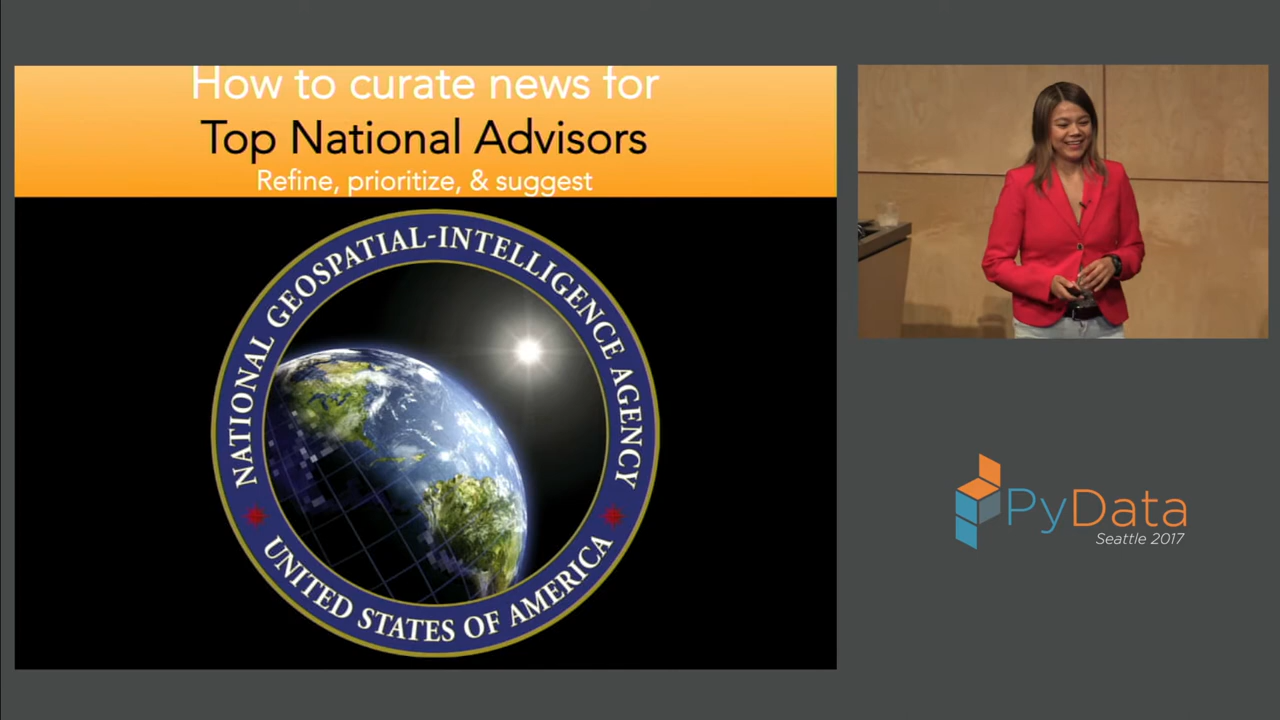 How to curate news for
Top National Advisors
Refine, prioritize, & suggest
NATIONAL GEOSPATIAL-INTELLIGENCE AGENCY
UNITED STATES OF AMERICA
PyData
Seattle 2017